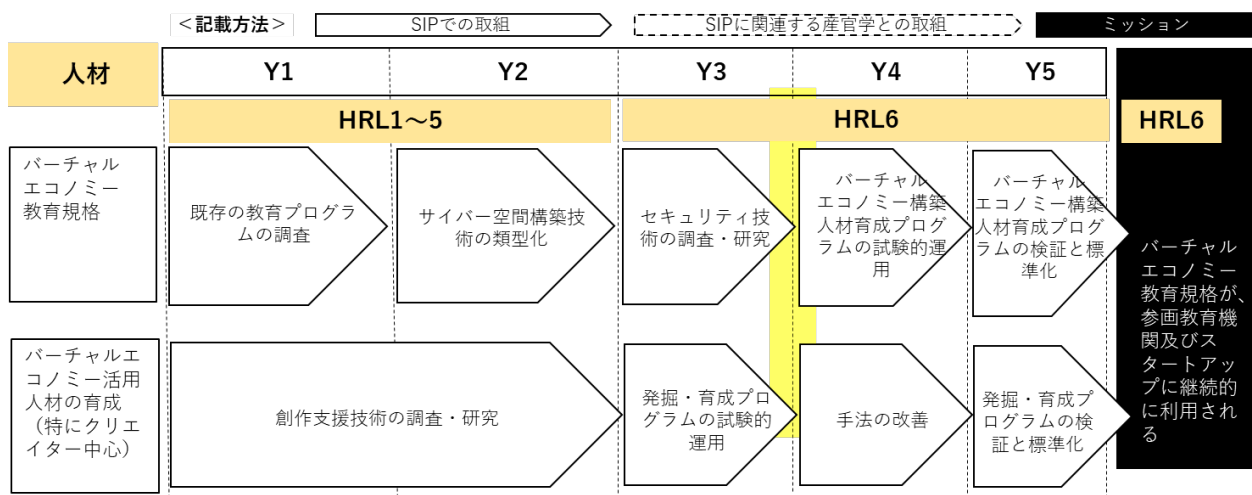 <記載方法>
SIPでの取組
SIPに関連する産官学との取組
ミッション
人材
Y1
Y2
Y3
Y4
Y5
HRL1～5
HRL6
HRL6
バーチャル
エコノミー
教育規格
既存の教育プログラ
ムの調査
サイバー空間構築技
術の類型化
セキュリティ技
術の調査・研究
バーチャル
エコノミー構築
人材育成プログ
ラムの試験的運
用
バーチャル
エコノミー構築
人材育成プログ
ラムの検証と標
準化
バーチャル
エコノミー
教育規格が、
参画教育機
関及びス
タートアッ
プに継続的
に利用され
る
バーチャルエ
コノミー活用
人材の育成
（特にクリエ
イター中心）
創作支援技術の調査・研究
発掘・育成プロ
グラムの試験的
運用
手法の改善
発掘・育成プ
ログラムの検
証と標準化